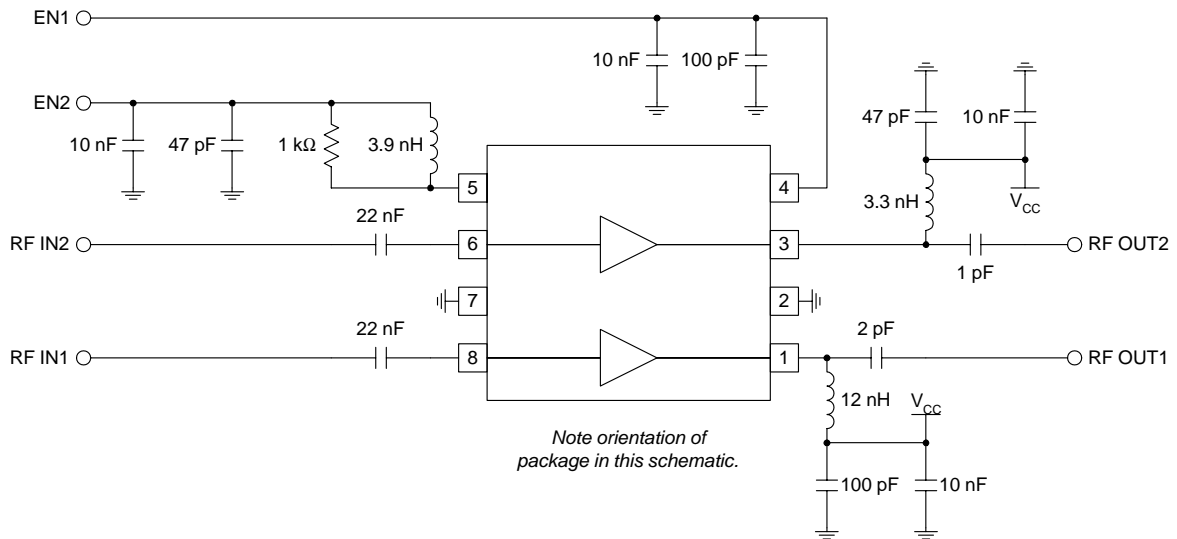 EN1
10 nF
100 pF
EN2
10 nF
47 pF
1 kΩ
3.9 nH
47 pF
10 nF
5
4
3.3 nH
VCC
22 nF
RF IN2
6
3
RF OUT2
1 pF
7
2
22 nF
2 pF
RF IN1
8
1
RF OUT1
12 nH
VCC
Note orientation of
package in this schematic.
100 pF
10 nF